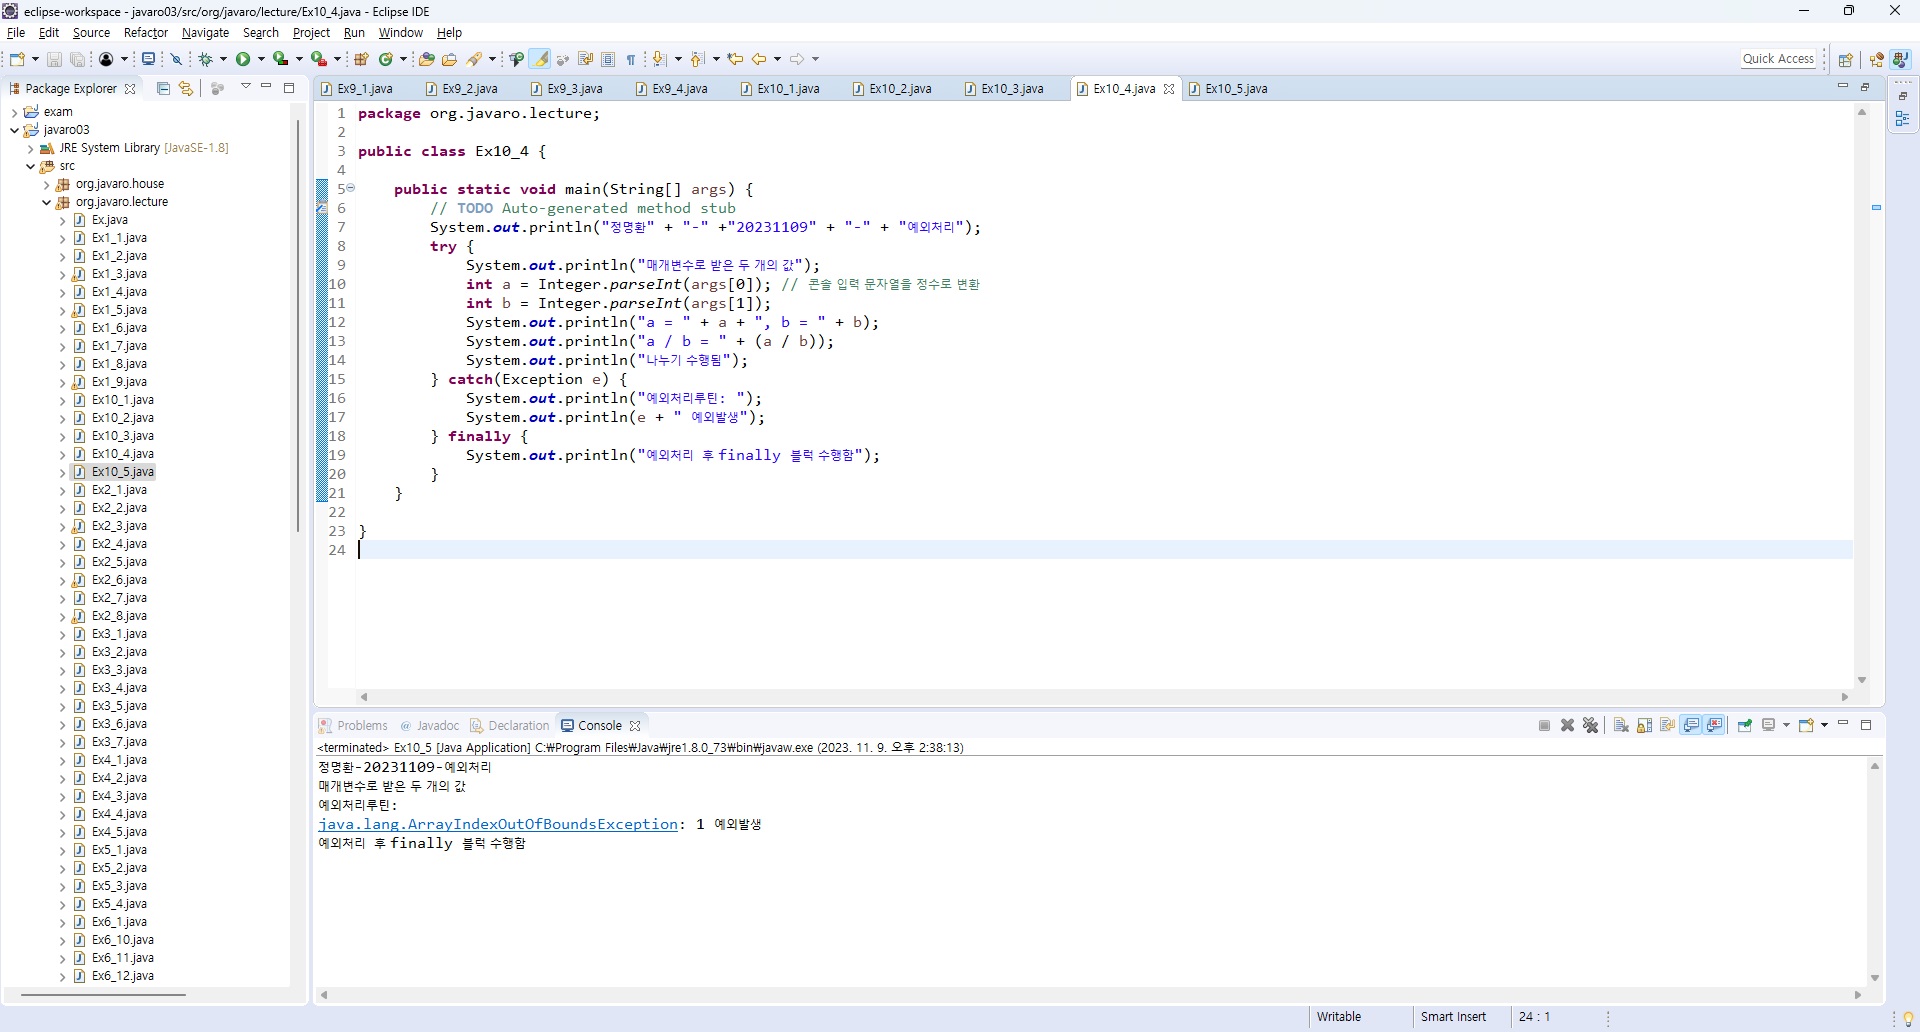 eclipse-workspace - javaro03/src/org/javaro/lecture/Ex10_4.java - Eclipse IDE
File Edit Source Refactor Navigate Search Project Run Window Help
Quick Access
Package Explorer
exam
javaro03
JRE System Library [JavaSE-1.8]
src
org.javaro.house
org.javaro.lecture
Ex.java
Ex1_1.java
Ex1_2.java
Ex1_3.java
Ex1_4.java
Ex1_5.java
Ex1_6.java
Ex1_7.java
Ex1_8.java
Ex1_9.java
Ex10_1.java
Ex10_2.java
Ex10_3.java
Ex10_4.java
Ex10_5.java
Ex2_1.java
Ex2_2.java
Ex2_3.java
Ex2_4.java
Ex2_5.java
Ex2_6.java
Ex2_7.java
Ex2_8.java
Ex3_1.java
Ex3_2.java
Ex3_3.java
Ex3_4.java
Ex3_5.java
Ex3_6.java
Ex3_7.java
Ex4_1.java
Ex4_2.java
Ex4_3.java
Ex4_4.java
Ex4_5.java
Ex5_1.java
Ex5_2.java
Ex5_3.java
Ex5_4.java
Ex6_1.java
Ex6_10.java
Ex6_11.java
Ex6_12.java
Ex9_1.java Ex9_2.java Ex9_3.java Ex9_4.java Ex10_1.java Ex10_2.java Ex10_3.java Ex10_4.java Ex10_5.java
1 package org.javaro.lecture;
2
3 public class Ex10_4 {
4
5 public static void main(String[] args) {
6 // TODO Auto-generated method stub
7 System.out.println("정명환" + "-" +"20231109" + "-" + "예외처리");
8 try {
9 System.out.println("매개변수로 받은 두 개의 값");
10 int a = Integer.parseInt(args[0]); // 콘솔 입력 문자열을 정수로 변환
11 int b = Integer.parseInt(args[1]);
12 System.out.println("a = " + a + ", b = " + b);
13 System.out.println("a / b = " + (a / b));
14 System.out.println("나누기 수행됨");
15 } catch(Exception e) {
16 System.out.println("예외처리루틴: ");
17 System.out.println(e + " 예외발생");
18 } finally {
19 System.out.println("예외처리 후 finally 블럭 수행함");
20 }
21 }
22
23 }
24
Problems Javadoc Declaration Console
<terminated> Ex10_5 [Java Application] C:₩Program Files₩Java₩jre1.8.0_73₩bin₩javaw.exe (2023. 11. 9. 오후 2:38:13)
정명환-20231109-예외처리
매개변수로 받은 두 개의 값
예외처리루틴:
java.lang.ArrayIndexOutOfBoundsException: 1 예외발생
예외처리 후 finally 블럭 수행함
Writable Smart Insert 24 : 1